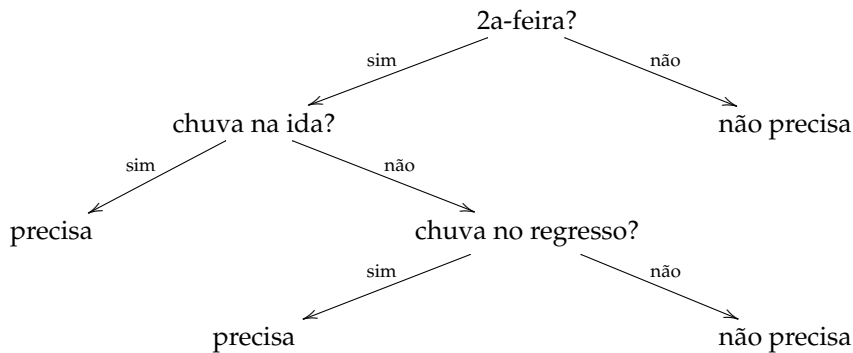 2a-feira?
sim
não
chuva na ida?
não precisa
sim
não
precisa
chuva no regresso?
sim
não
precisa
não precisa